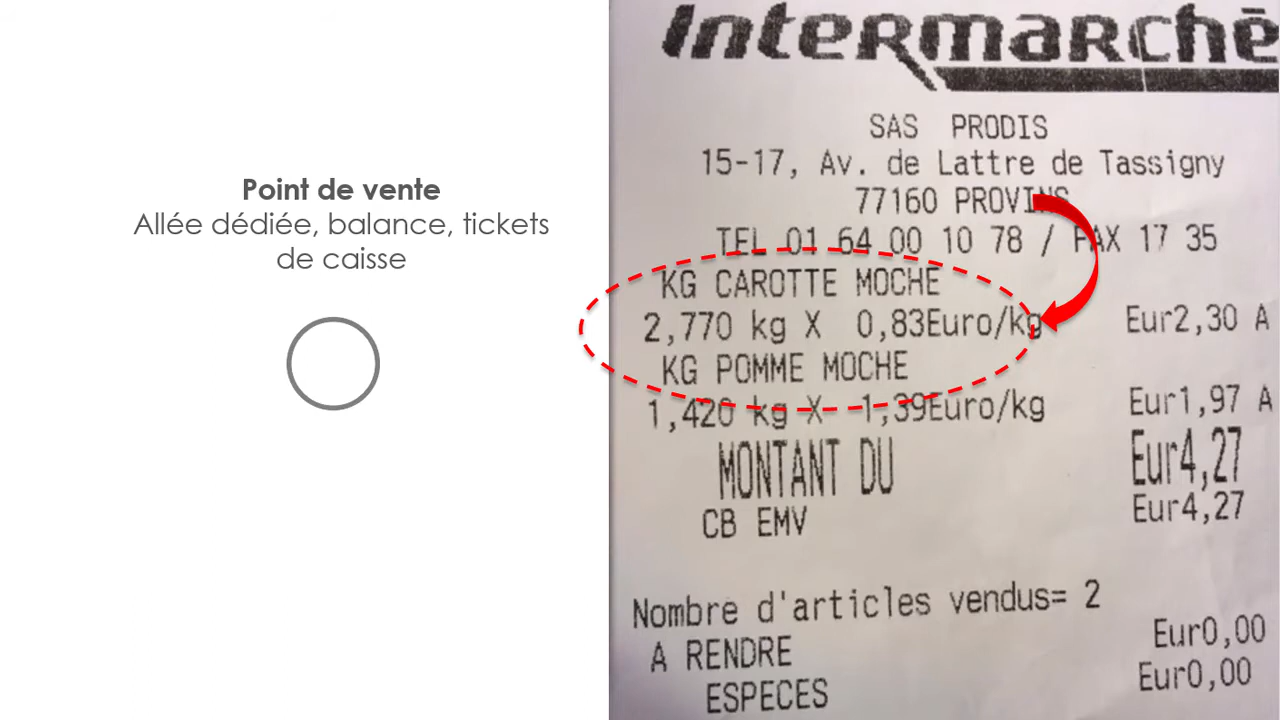 Point de vente
Allée dédiée, balance, tickets
de caisse
Intermarché
SAS PRODIS
15-17, Av. de Lattre de Tassigny
77160 PROVINS
TEL 01 64 00 10 78 / FAX 17 35
KG CAROTTE MOCHE
2,770 kg X 0,83Euro/kg Eur2,30 A
KG POMME MOCHE
1,420 kg X 1,39Euro/kg Eur1,97 A
MONTANT DU Eur4,27
CB EMV Eur4,27
Nombre d'articles vendus= 2
A RENDRE Eur0,00
ESPECES Eur0,00